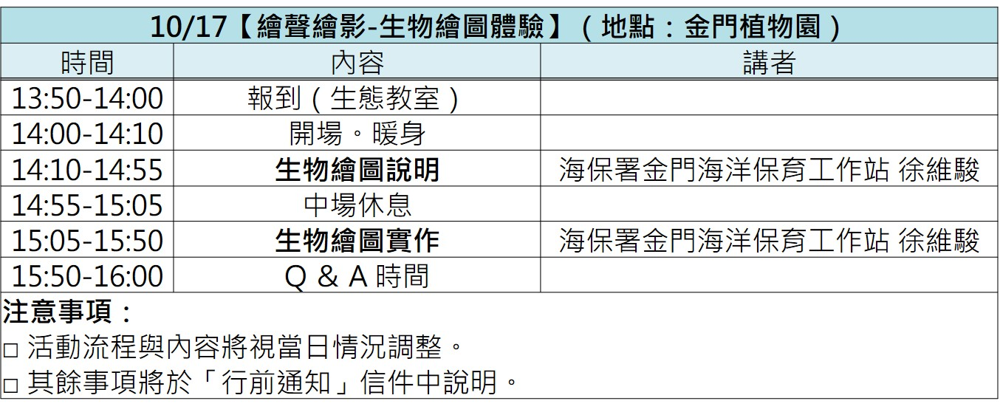 10/17【繪聲繪影-生物繪圖體驗】（地點：金門植物園）
時間 內容 講者
13:50-14:00 報到（生態教室）
14:00-14:10 開場。暖身
14:10-14:55 生物繪圖說明 海保署金門海洋保育工作站 徐維駿
14:55-15:05 中場休息
15:05-15:50 生物繪圖實作 海保署金門海洋保育工作站 徐維駿
15:50-16:00 Q & A 時間
注意事項：
□ 活動流程與內容將視當日情況調整。
□ 其餘事項將於「行前通知」信件中說明。